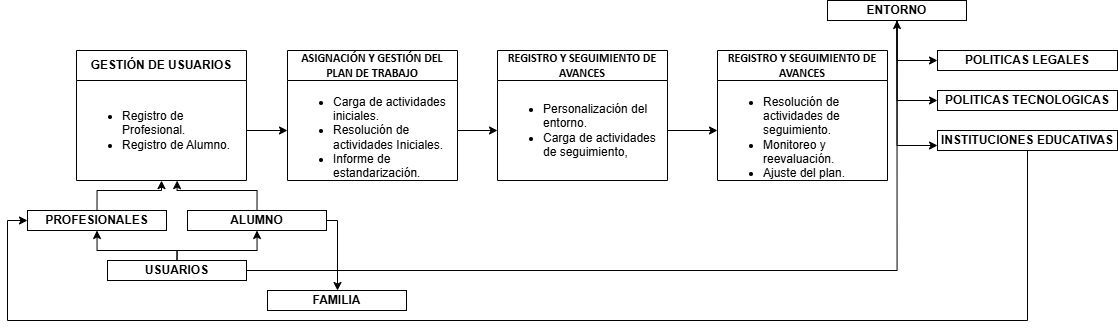 ENTORNO
GESTIÓN DE USUARIOS
• Registro de
Profesional.
• Registro de Alumno.
ASIGNACIÓN Y GESTIÓN DEL
PLAN DE TRABAJO
• Carga de actividades
iniciales.
• Resolución de
actividades Iniciales.
• Informe de
estandarización.
REGISTRO Y SEGUIMIENTO DE
AVANCES
• Personalización del
entorno.
• Carga de actividades
de seguimiento,
REGISTRO Y SEGUIMIENTO DE
AVANCES
• Resolución de
actividades de
seguimiento.
• Monitoreo y
reevaluación.
• Ajuste del plan.
POLITICAS LEGALES
POLITICAS TECNOLOGICAS
INSTITUCIONES EDUCATIVAS
PROFESIONALES
ALUMNO
USUARIOS
FAMILIA